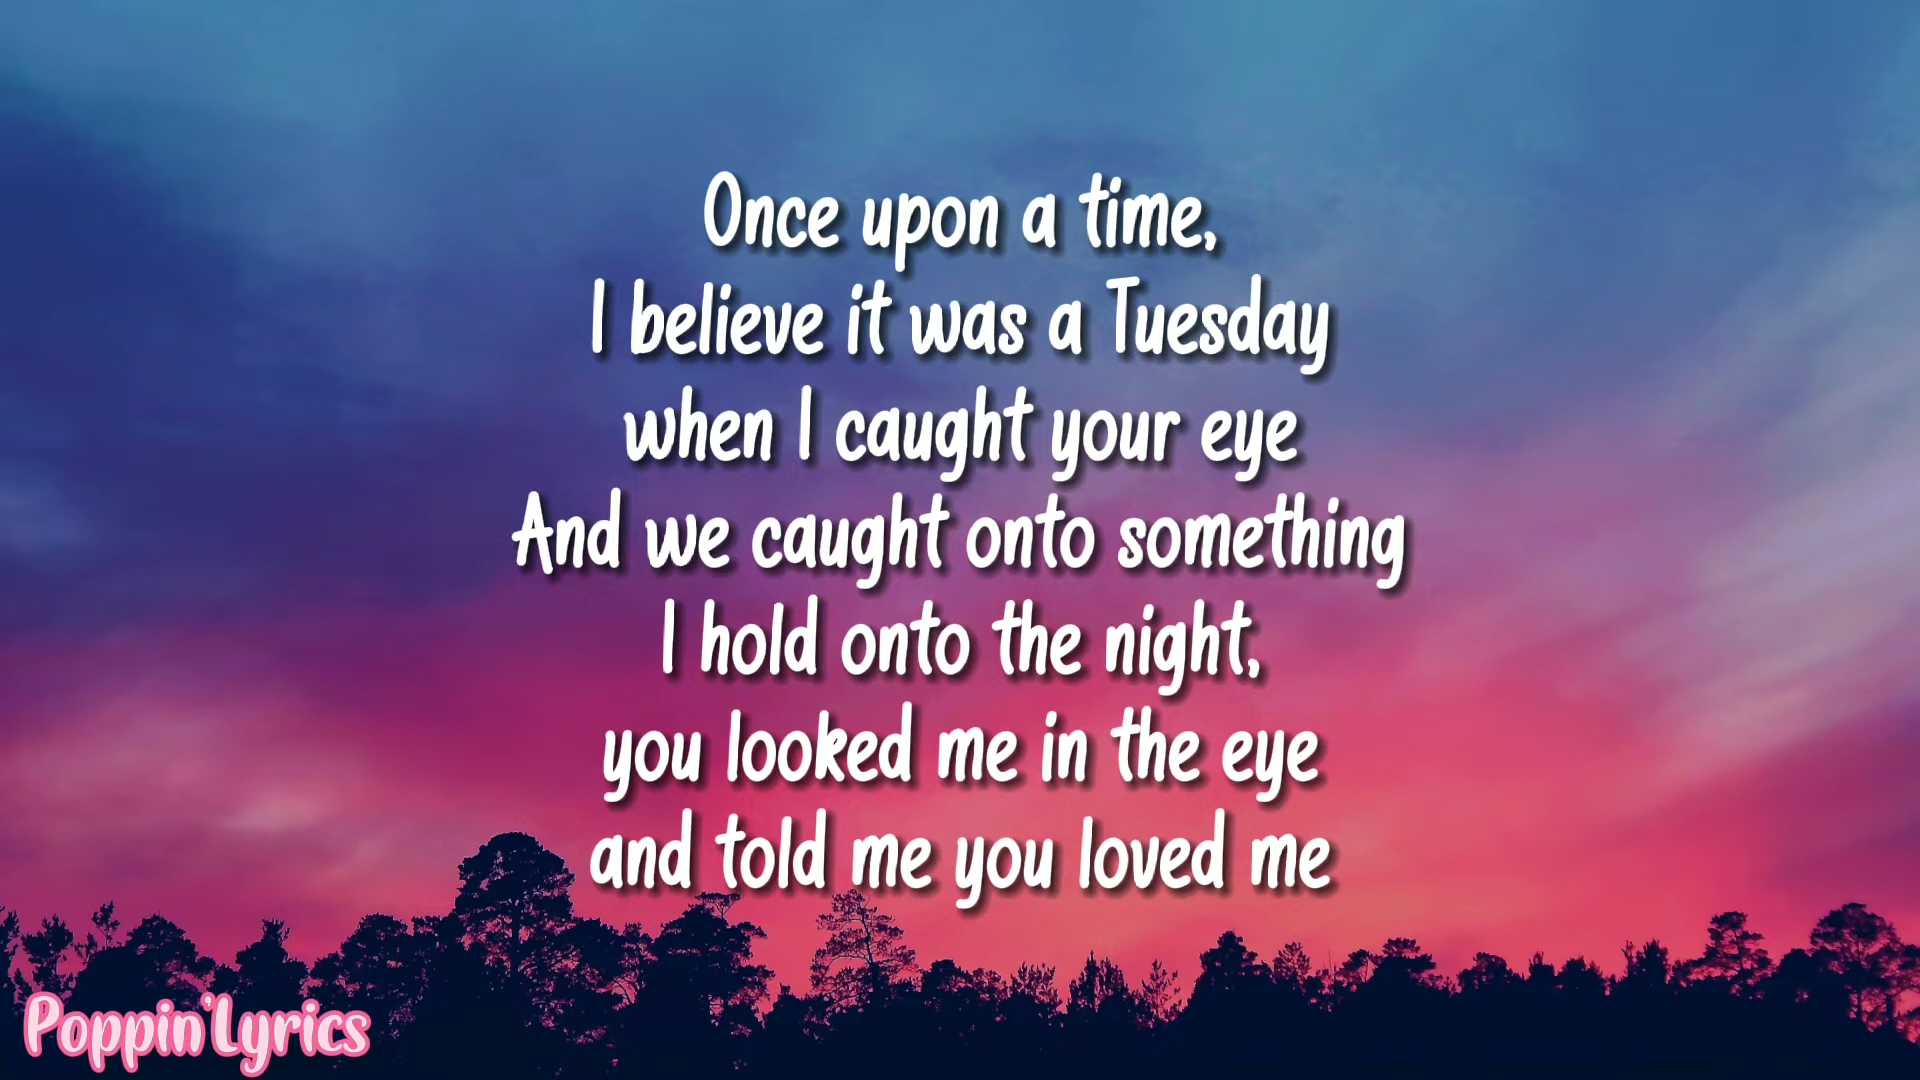 Once upon a time,
I believe it was a Tuesday
when I caught your eye
And we caught onto something
I hold onto the night,
you looked me in the eye
and told me you loved me
Poppin'Lyrics